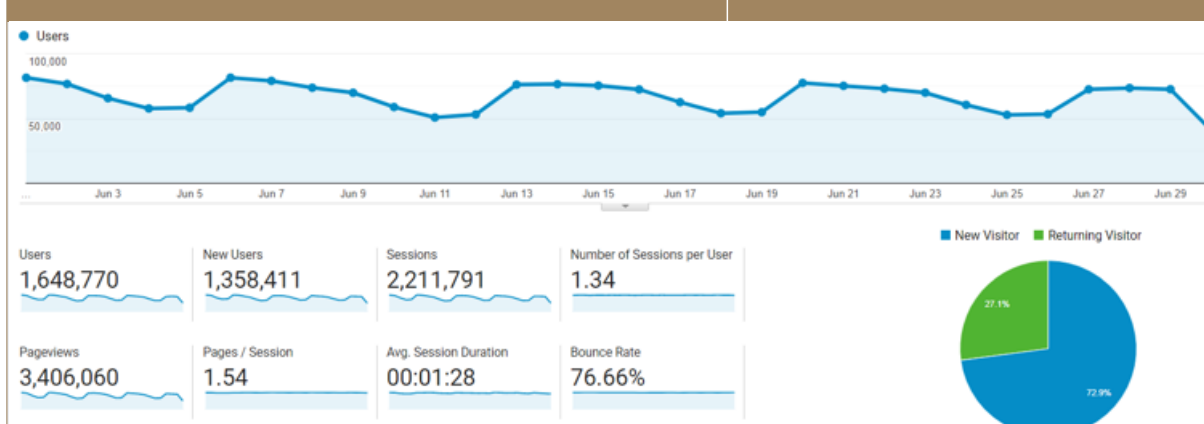 Users
100,000
50,000
... Jun 3 Jun 5 Jun 7 Jun 9 Jun 11 Jun 13 Jun 15 Jun 17 Jun 19 Jun 21 Jun 23 Jun 25 Jun 27 Jun 29
New Visitor Returning Visitor
Users New Users Sessions Number of Sessions per User
1,648,770 1,358,411 2,211,791 1.34
27.1%
Pageviews Pages / Session Avg. Session Duration Bounce Rate
3,406,060 1.54 00:01:28 76.66%
72.9%